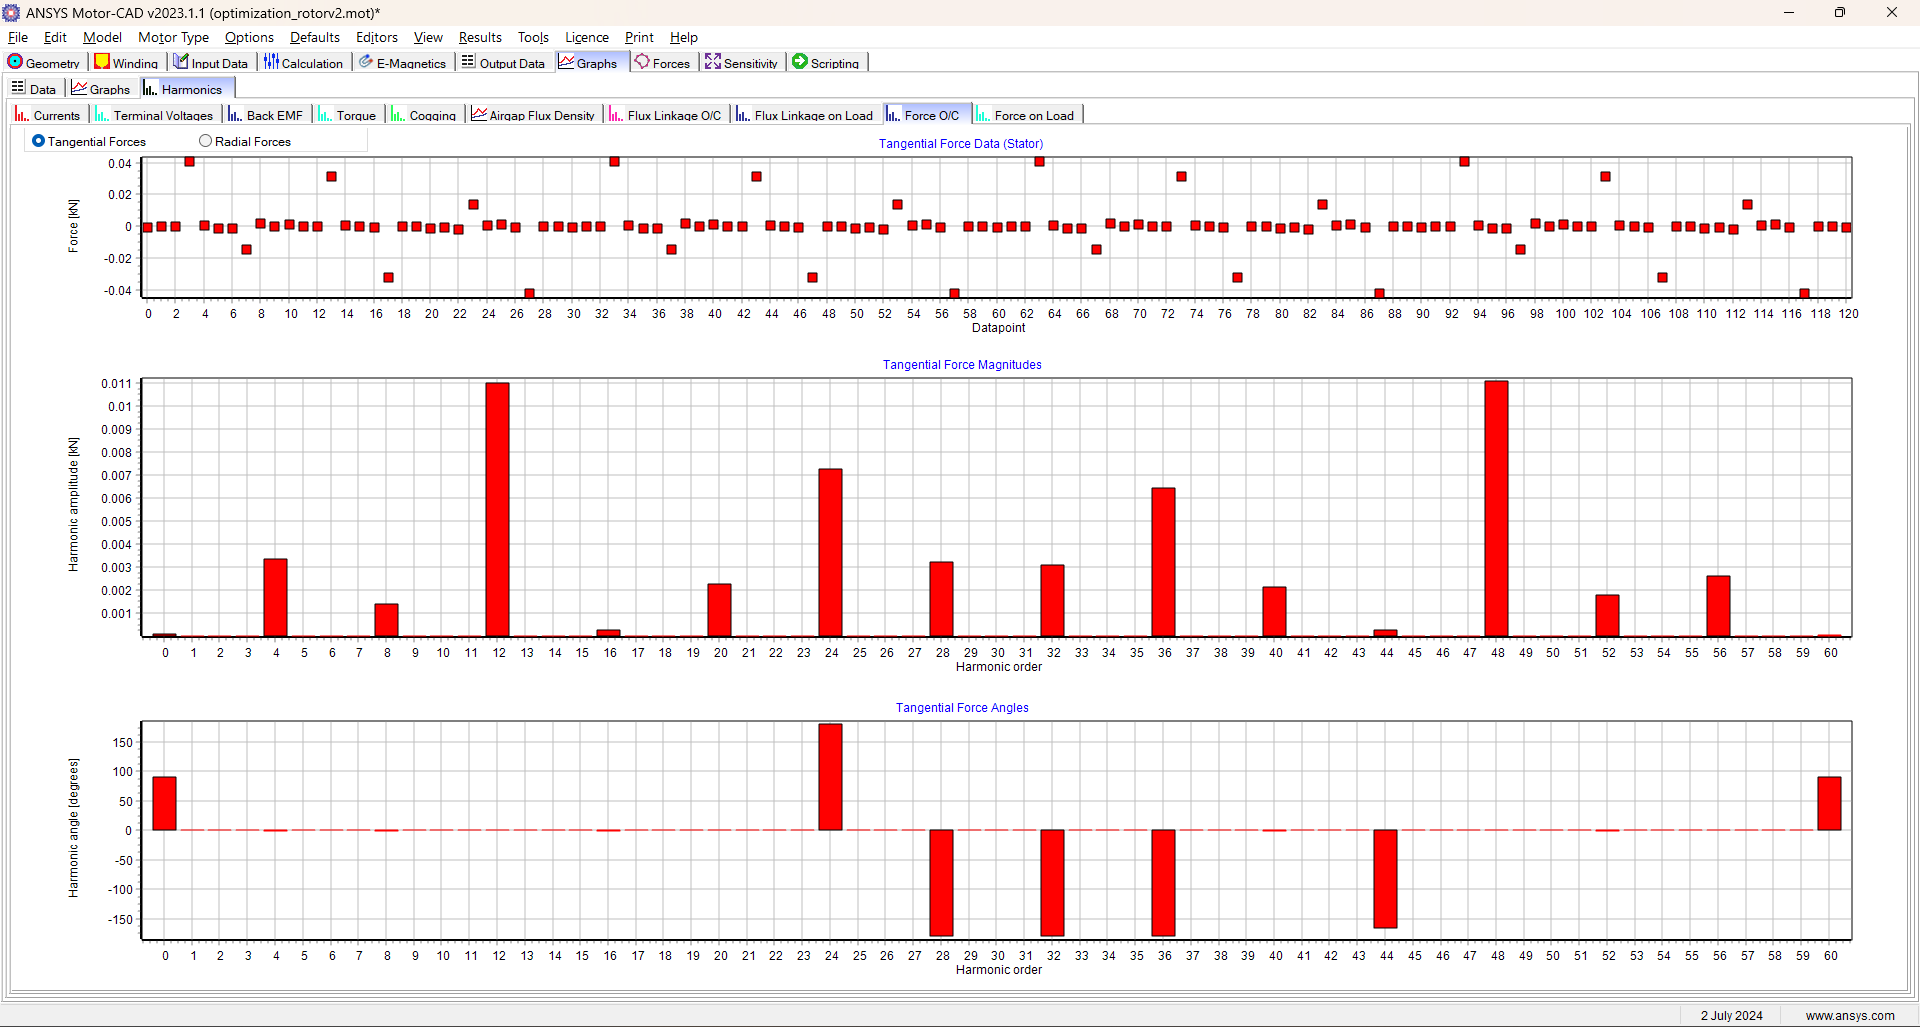 ANSYS Motor-CAD v2023.1.1 (optimization_rotorv2.mot)*
File Edit Model Motor Type Options Defaults Editors View Results Tools Licence Print Help
Geometry Winding Input Data Calculation E-Magnetics Output Data Graphs Forces Sensitivity Scripting
Data Graphs Harmonics
Currents Terminal Voltages Back EMF Torque Cogging Airgap Flux Density Flux Linkage O/C Flux Linkage on Load Force O/C Force on Load
Tangential Forces Radial Forces
Tangential Force Data (Stator)
Force [kN]
0.04
0.02
0
-0.02
-0.04
0 2 4 6 8 10 12 14 16 18 20 22 24 26 28 30 32 34 36 38 40 42 44 46 48 50 52 54 56 58 60 62 64 66 68 70 72 74 76 78 80 82 84 86 88 90 92 94 96 98 100 102 104 106 108 110 112 114 116 118 120
Datapoint
Tangential Force Magnitudes
Harmonic amplitude [kN]
0.011
0.01
0.009
0.008
0.007
0.006
0.005
0.004
0.003
0.002
0.001
0 1 2 3 4 5 6 7 8 9 10 11 12 13 14 15 16 17 18 19 20 21 22 23 24 25 26 27 28 29 30 31 32 33 34 35 36 37 38 39 40 41 42 43 44 45 46 47 48 49 50 51 52 53 54 55 56 57 58 59 60
Harmonic order
Tangential Force Angles
Harmonic angle [degrees]
150
100
50
0
-50
-100
-150
0 1 2 3 4 5 6 7 8 9 10 11 12 13 14 15 16 17 18 19 20 21 22 23 24 25 26 27 28 29 30 31 32 33 34 35 36 37 38 39 40 41 42 43 44 45 46 47 48 49 50 51 52 53 54 55 56 57 58 59 60
Harmonic order
2 July 2024 www.ansys.com